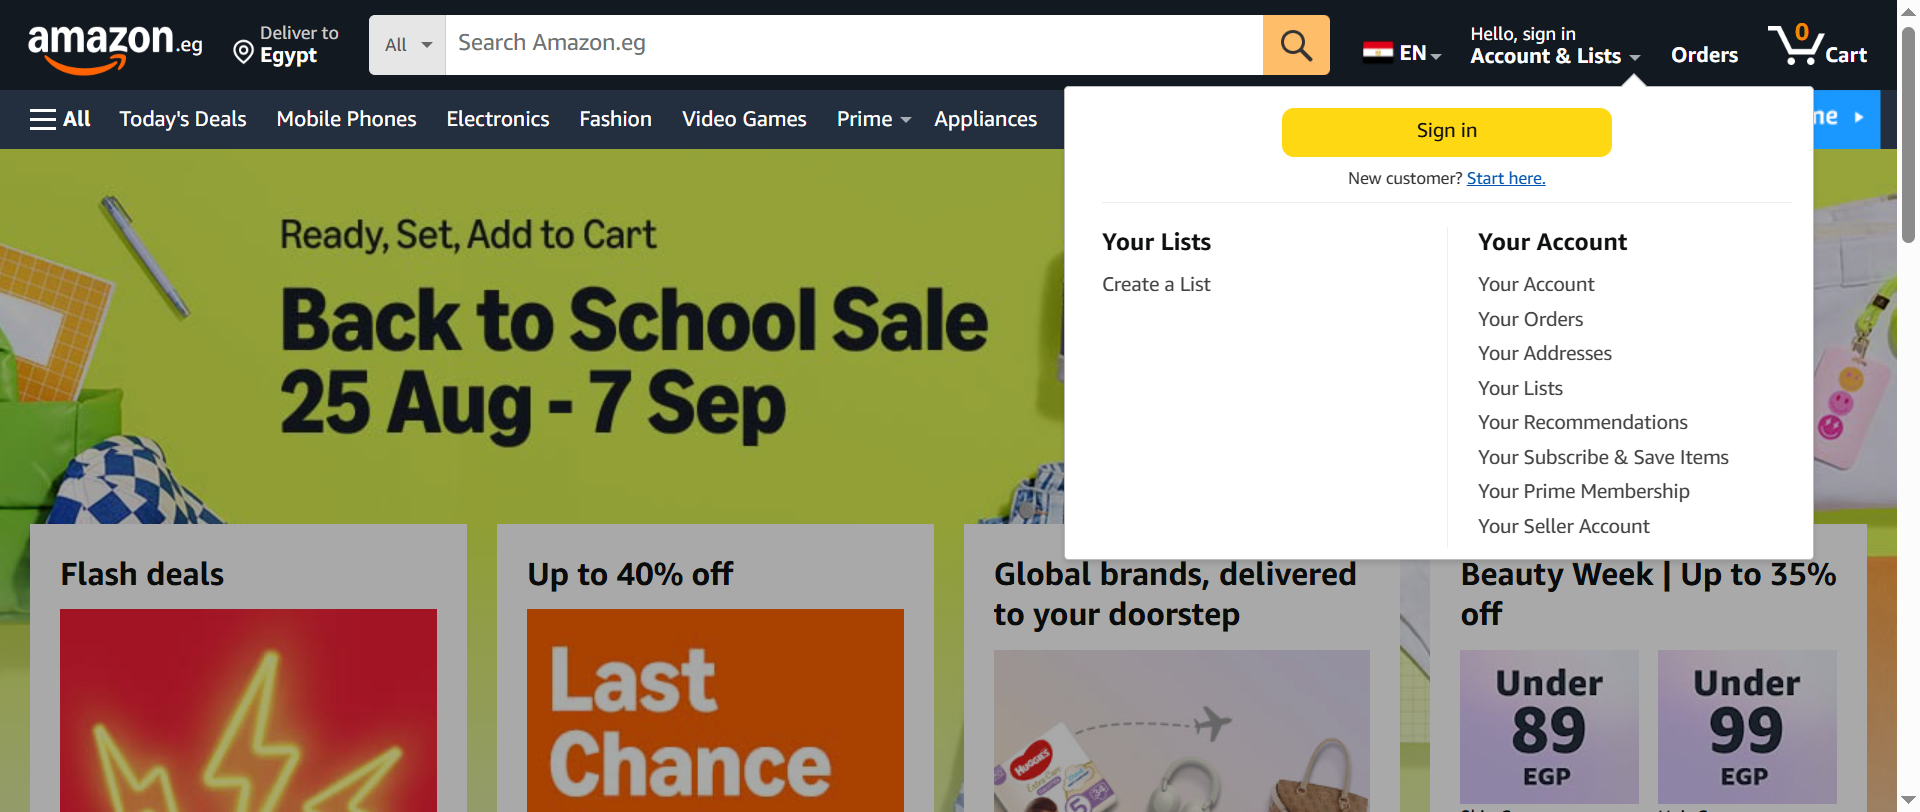 amazon.eg
Deliver to
Egypt
All
Search Amazon.eg
EN
Hello, sign in
Account & Lists
Orders
0
Cart
All
Today's Deals
Mobile Phones
Electronics
Fashion
Video Games
Prime
Appliances
Sign in
New customer? Start here.
Your Lists
Create a List
Your Account
Your Account
Your Orders
Your Addresses
Your Lists
Your Recommendations
Your Subscribe & Save Items
Your Prime Membership
Your Seller Account
Ready, Set, Add to Cart
Back to School Sale
25 Aug - 7 Sep
Flash deals
Up to 40% off
Last
Chance
Global brands, delivered
to your doorstep
HUGGIES
Extra Care
5
34
Beauty Week | Up to 35%
off
Under
89
EGP
Under
99
EGP